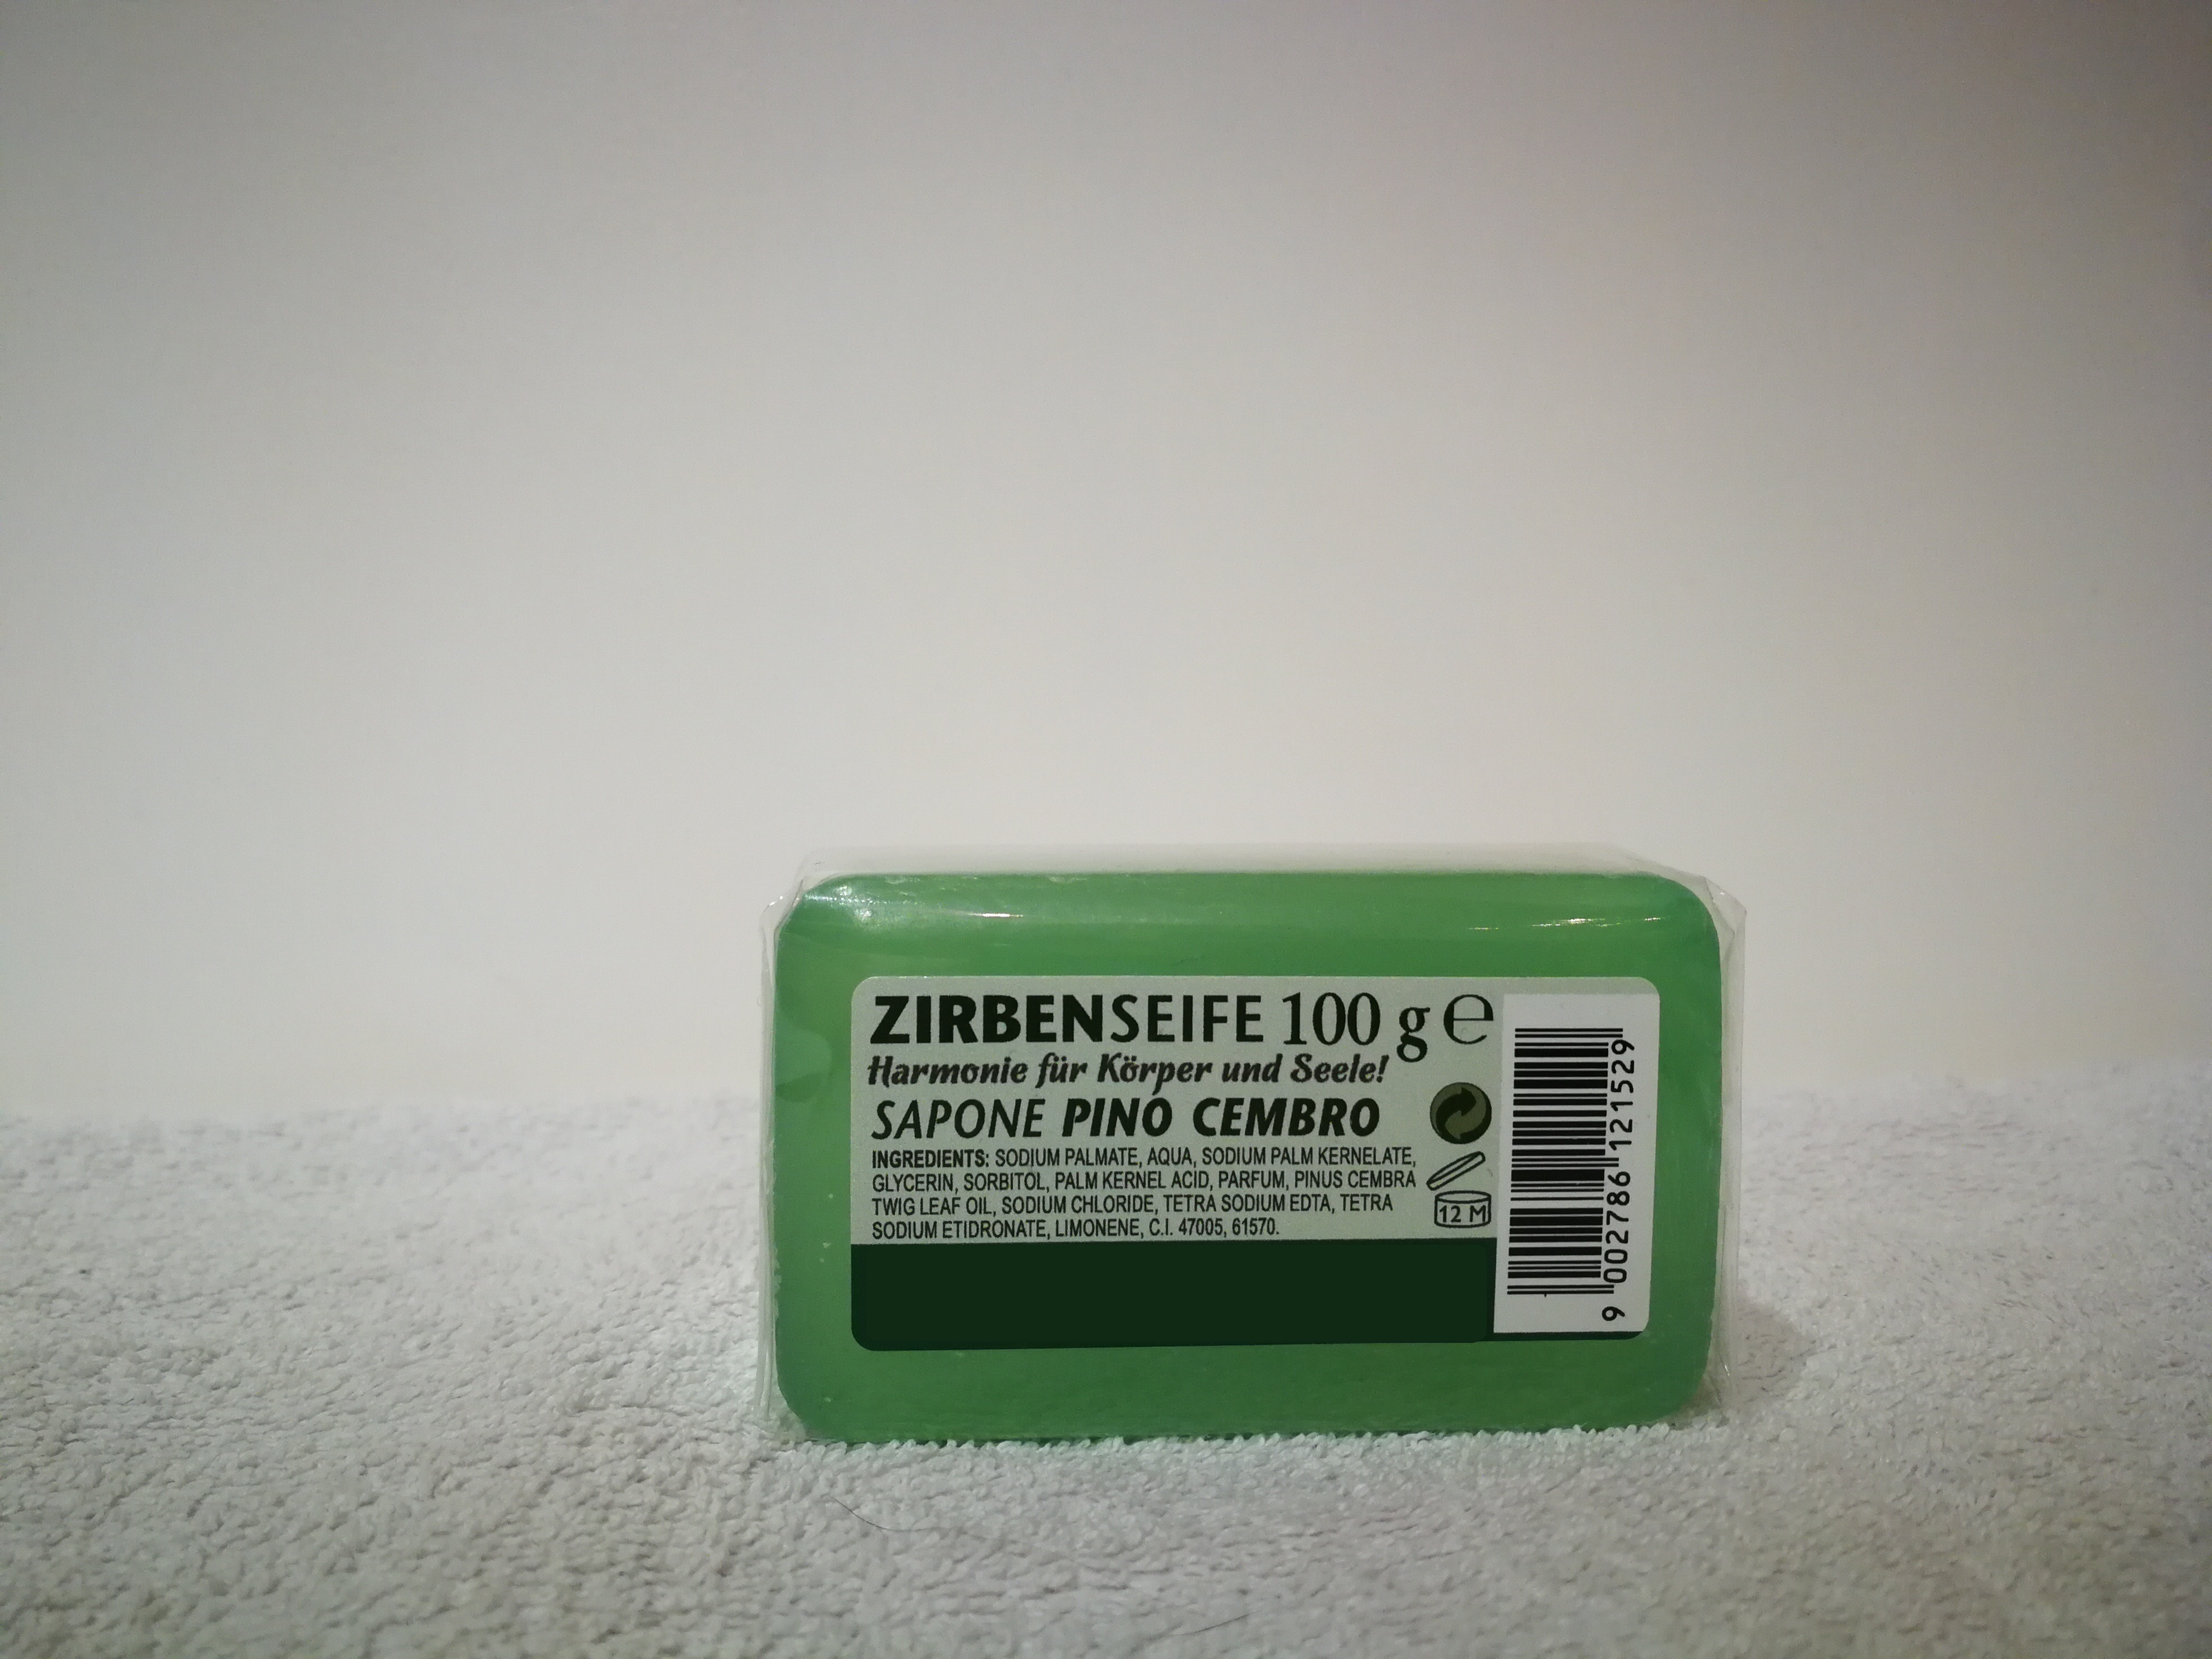 ZIRBENSEIFE 100 g ℮
Harmonie für Körper und Seele!
SAPONE PINO CEMBRO
INGREDIENTS: SODIUM PALMATE, AQUA, SODIUM PALM KERNELATE,
GLYCERIN, SORBITOL, PALM KERNEL ACID, PARFUM, PINUS CEMBRA
TWIG LEAF OIL, SODIUM CHLORIDE, TETRA SODIUM EDTA, TETRA
SODIUM ETIDRONATE, LIMONENE, C.I. 47005, 61570.
12 M
9 002786 121529